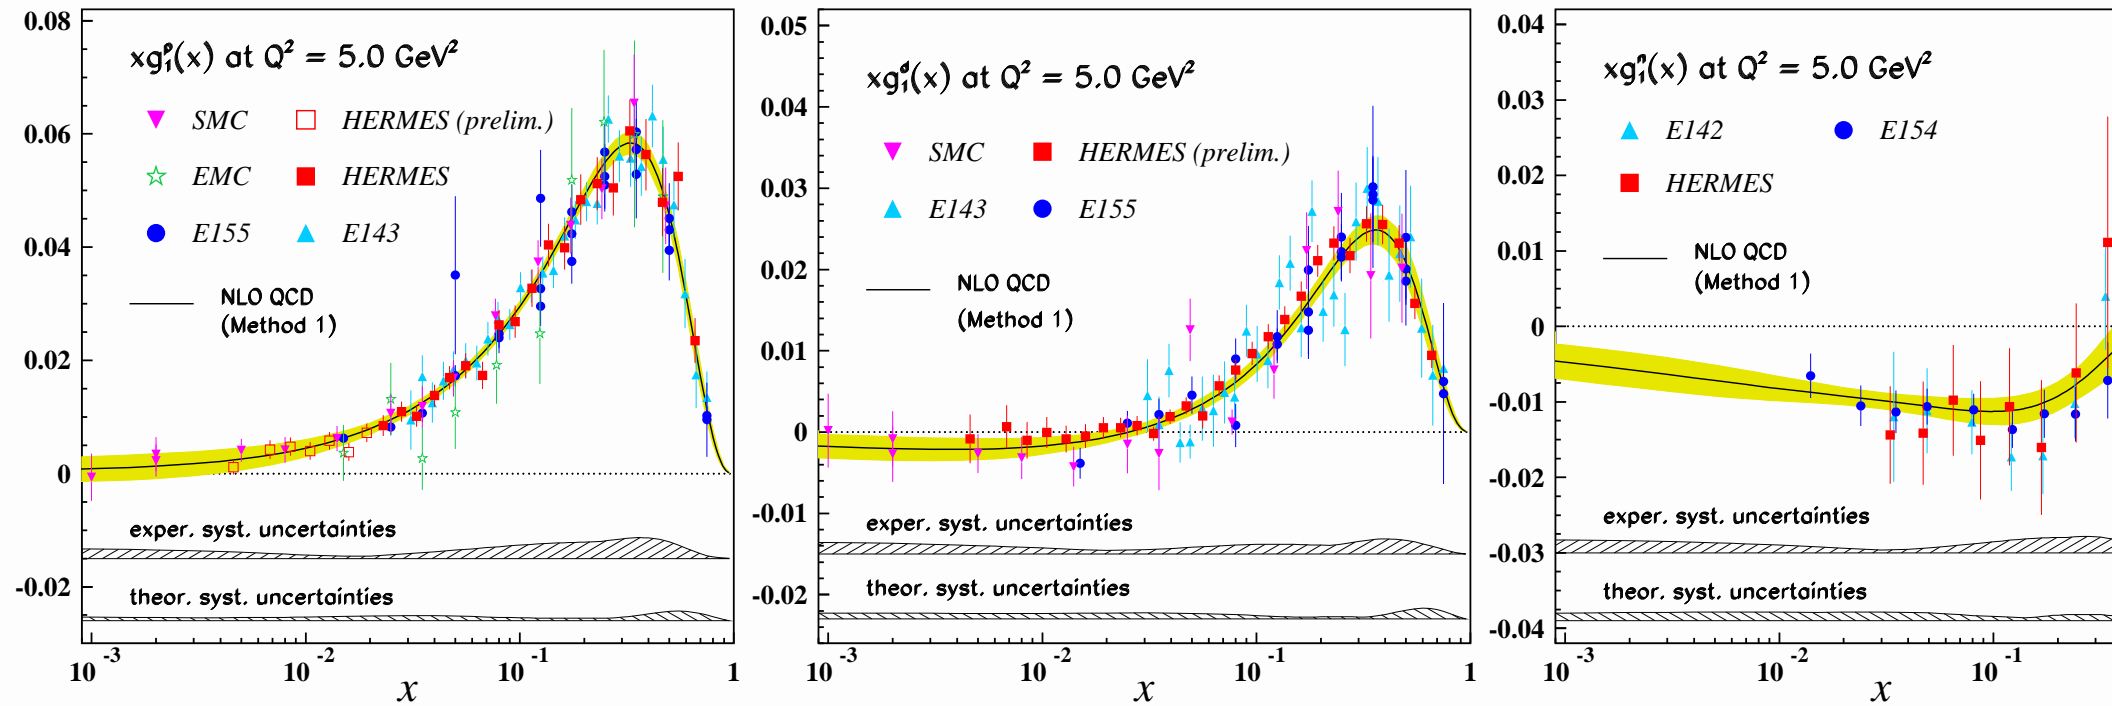 0.08
0.06
0.04
0.02
0
-0.02
xg₁ᵖ(x) at Q² = 5.0 GeV²
SMC
HERMES (prelim.)
EMC
HERMES
E155
E143
NLO QCD
(Method 1)
exper. syst. uncertainties
theor. syst. uncertainties
10⁻³ 10⁻² 10⁻¹ 1
x
0.05
0.04
0.03
0.02
0.01
0
-0.01
-0.02
xg₁ᵈ(x) at Q² = 5.0 GeV²
SMC
HERMES (prelim.)
E143
E155
NLO QCD
(Method 1)
exper. syst. uncertainties
theor. syst. uncertainties
10⁻³ 10⁻² 10⁻¹ 1
x
0.04
0.03
0.02
0.01
0
-0.01
-0.02
-0.03
-0.04
xg₁ⁿ(x) at Q² = 5.0 GeV²
E142
E154
HERMES
NLO QCD
(Method 1)
exper. syst. uncertainties
theor. syst. uncertainties
10⁻³ 10⁻² 10⁻¹
x